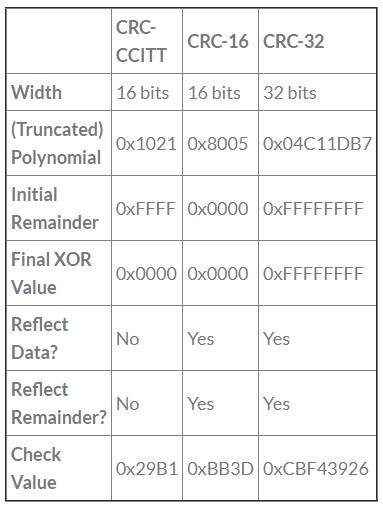 CRC-
CCITT CRC-16 CRC-32
Width 16 bits 16 bits 32 bits
(Truncated)
Polynomial 0x1021 0x8005 0x04C11DB7
Initial
Remainder 0xFFFF 0x0000 0xFFFFFFFF
Final XOR
Value 0x0000 0x0000 0xFFFFFFFF
Reflect
Data? No Yes Yes
Reflect
Remainder? No Yes Yes
Check
Value 0x29B1 0xBB3D 0xCBF43926